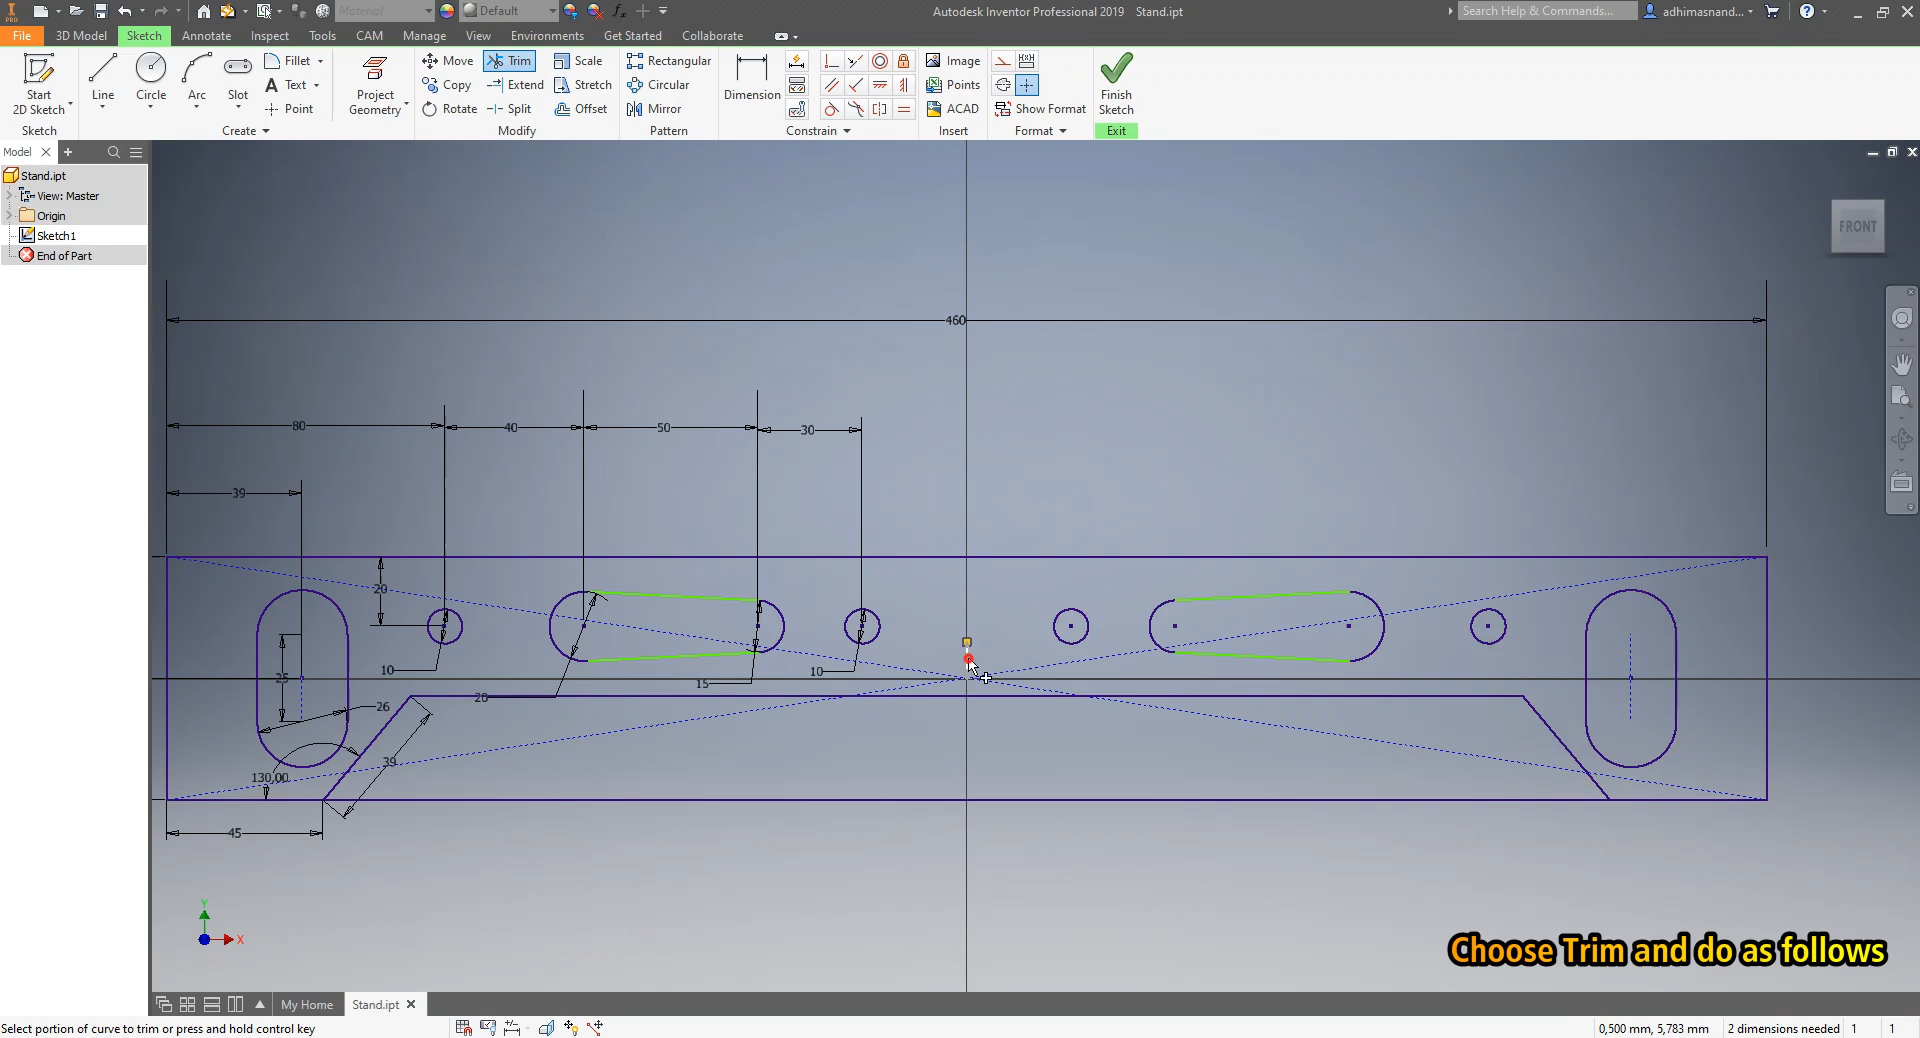 Material
Default
Autodesk Inventor Professional 2019 Stand.ipt
Search Help & Commands...
adhimasnand...
PRO
File 3D Model Sketch Annotate Inspect Tools CAM Manage View Environments Get Started Collaborate
Start
2D Sketch
Line
Circle
Arc
Slot
Fillet
Text
Point
Project
Geometry
Move
Copy
Rotate
Trim
Extend
Split
Scale
Stretch
Offset
Rectangular
Circular
Mirror
Dimension
Image
Points
ACAD
Show Format
Finish
Sketch
Sketch Create Modify Pattern Constrain Insert Format Exit
Model
Stand.ipt
View: Master
Origin
Sketch1
End of Part
FRONT
460
80 40 50 30
39
20
10
25
26
20
15
10
39
130,00
45
Y
X
Choose Trim and do as follows
My Home Stand.ipt
Select portion of curve to trim or press and hold control key
0,500 mm, 5,783 mm 2 dimensions needed 1 1